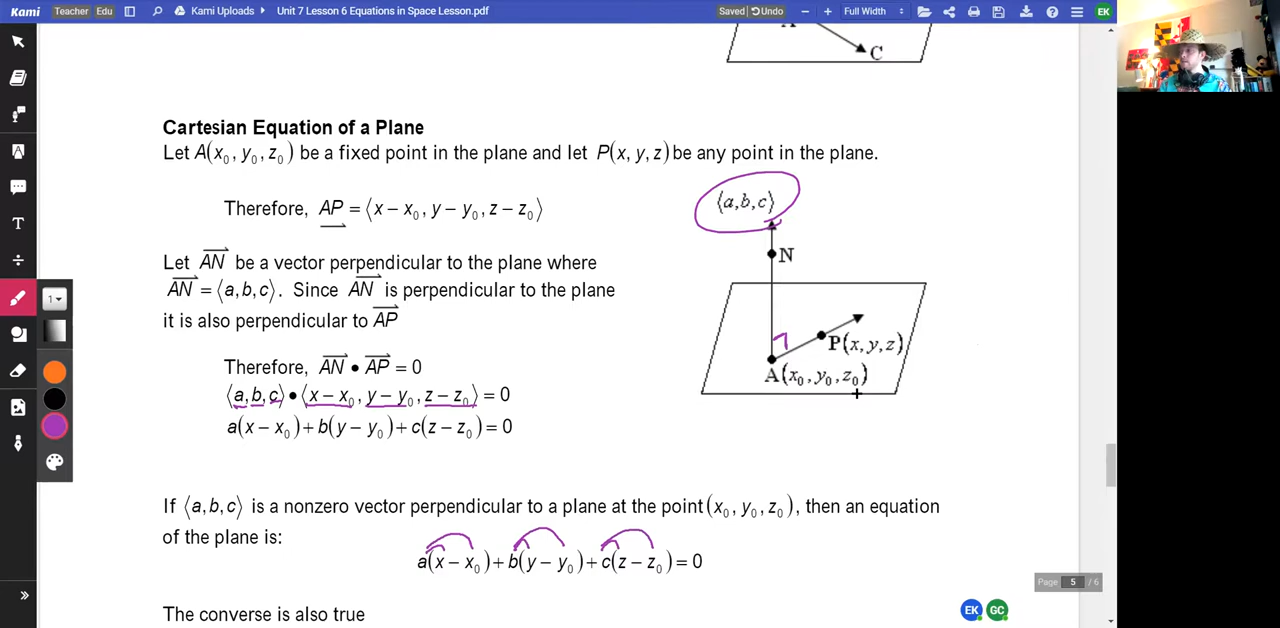 Kami
Teacher Edu
Kami Uploads
Unit 7 Lesson 6 Equations in Space Lesson.pdf
Saved
Undo
Full Width
EK
C
Cartesian Equation of a Plane
Let A(x₀, y₀, z₀) be a fixed point in the plane and let P(x, y, z) be any point in the plane.
⟨a,b,c⟩
Therefore, AP = ⟨x − x₀, y − y₀, z − z₀⟩
N
Let AN be a vector perpendicular to the plane where
AN = ⟨a, b, c⟩. Since AN is perpendicular to the plane
it is also perpendicular to AP
P(x, y, z)
A(x₀, y₀, z₀)
Therefore, AN • AP = 0
⟨a, b, c⟩ • ⟨x − x₀, y − y₀, z − z₀⟩ = 0
a(x − x₀) + b(y − y₀) + c(z − z₀) = 0
If ⟨a, b, c⟩ is a nonzero vector perpendicular to a plane at the point (x₀, y₀, z₀), then an equation
of the plane is:
a(x − x₀) + b(y − y₀) + c(z − z₀) = 0
The converse is also true
Page 5 / 6
EK GC
1
T